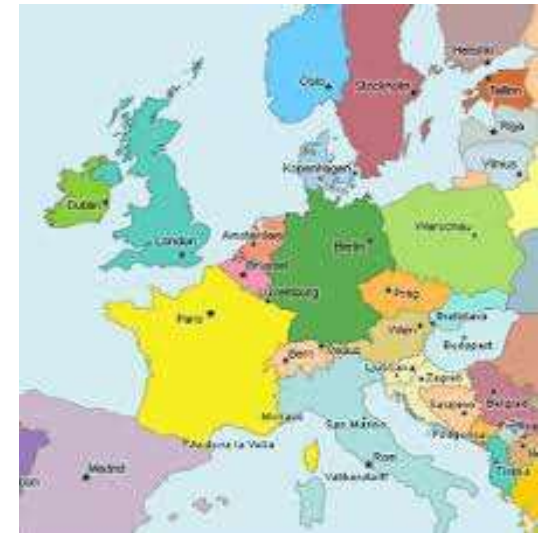 Helsinki
Oslo
Stockholm
Tallinn
Riga
Kopenhagen
Vilnius
Dublin
London
Amsterdam
Berlin
Warschau
Brüssel
Luxemburg
Prag
Paris
Bratislava
Wien
Budapest
Bern
Vaduz
Ljubljana
Zagreb
Monaco
San Marino
Sarajevo
Belgrad
Podgorica
Andorra la Vella
Madrid
Rom
Vatikanstadt
Tirana